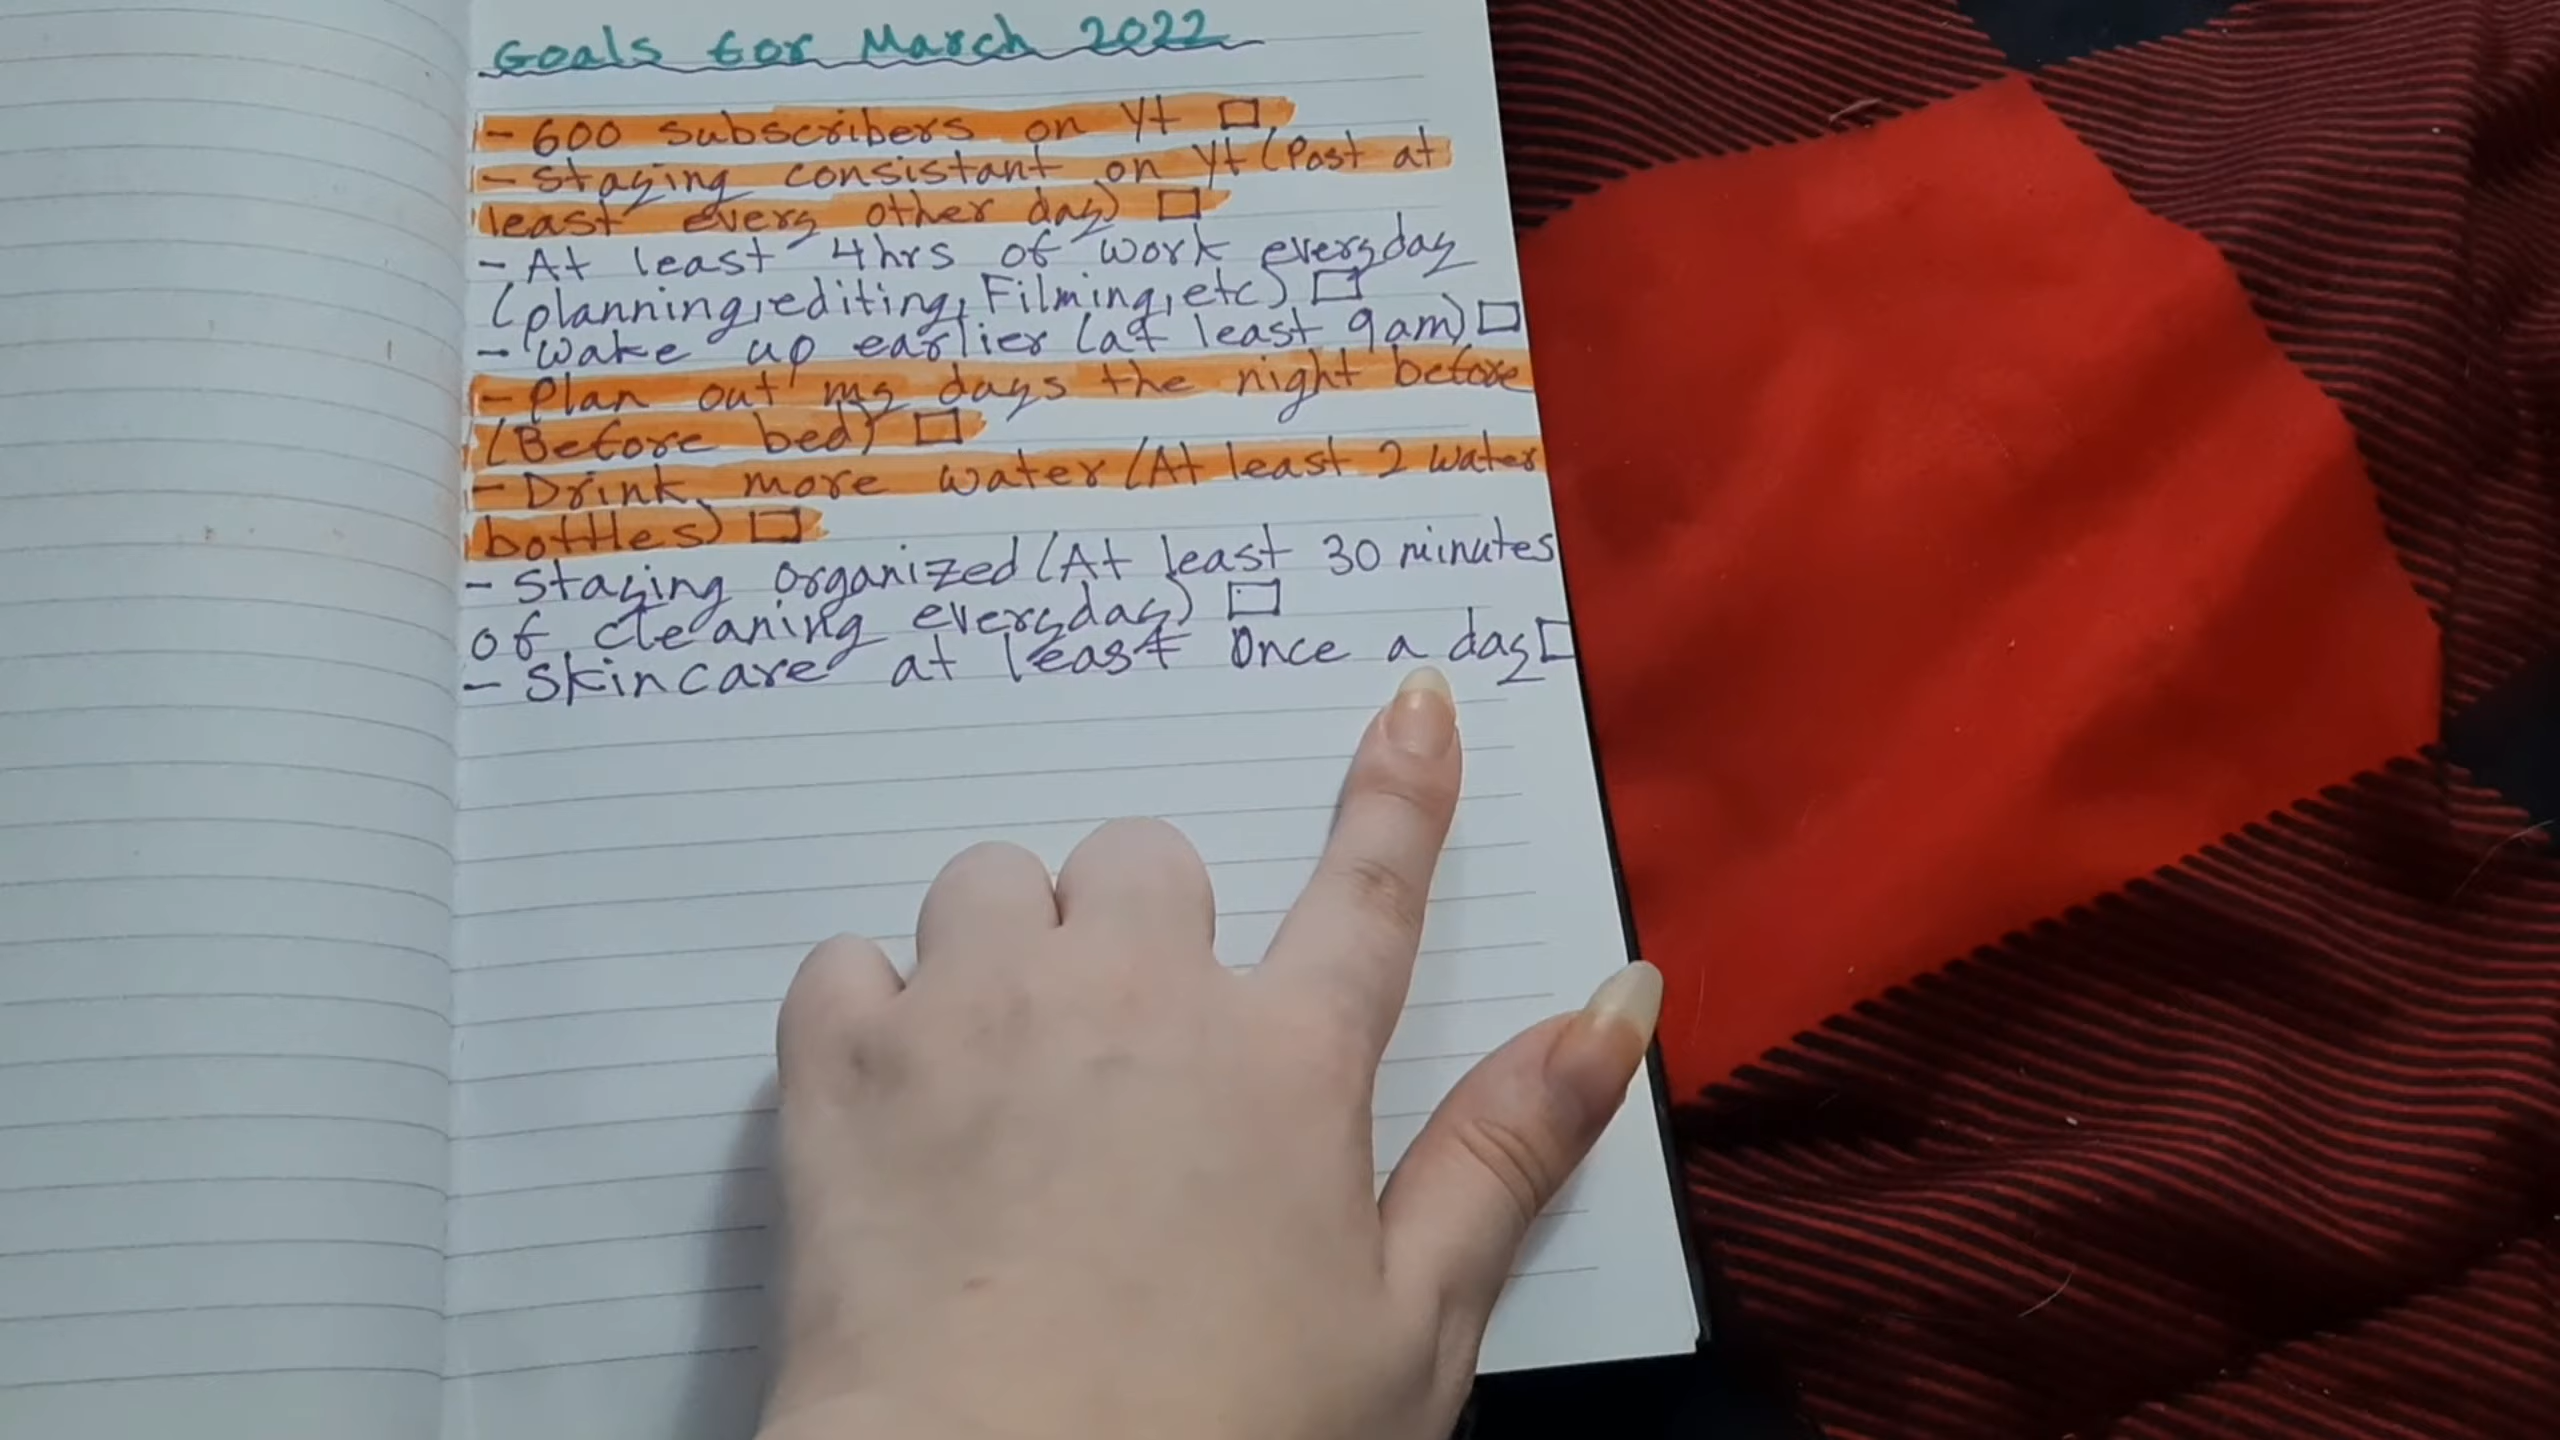 Goals for March 2022
- 600 subscribers on Yt
- Staying consistant on Yt (Post at
least every other day)
- At least 4hrs of work everyday
(planning, editing, Filming, etc)
- Wake up earlier (at least 9am)
- Plan out my days the night before
(Before bed)
- Drink more water (At least 2 water
bottles)
- Staying organized (At least 30 minutes
of cleaning everyday)
- Skincare at least Once a day